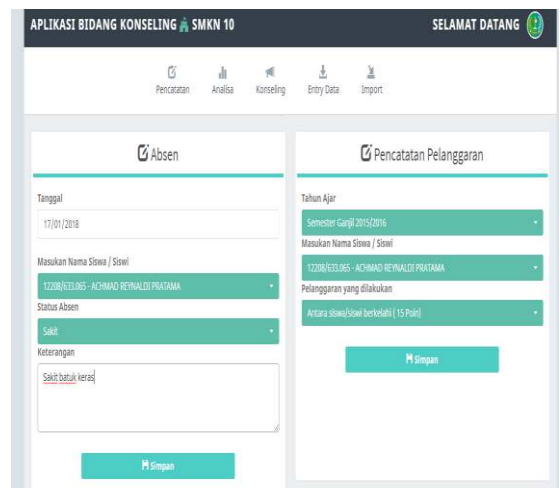 APLIKASI BIDANG KONSELING SMKN 10
SELAMAT DATANG
Pencatatan
Analisa
Konseling
Entry Data
Import
Absen
Tanggal
17/01/2018
Masukan Nama Siswa / Siswi
12208/633.065 - ACHMAD REYNALDI PRATAMA
Status Absen
Sakit
Keterangan
Sakit batuk keras
Simpan
Pencatatan Pelanggaran
Tahun Ajar
Semester Ganjil 2015/2016
Masukan Nama Siswa / Siswi
12208/633.065 - ACHMAD REYNALDI PRATAMA
Pelanggaran yang dilakukan
Antara siswa/siswi berkelahi ( 15 Poin)
Simpan